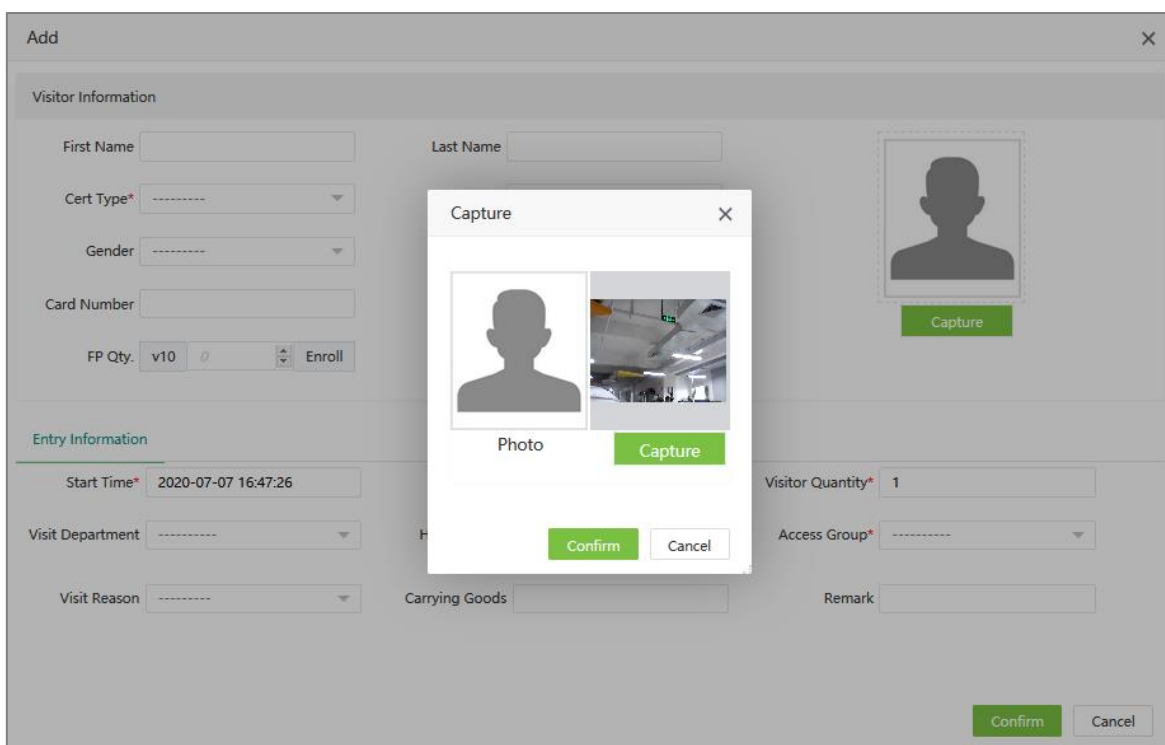 Add
Visitor Information
First Name
Last Name
Cert Type* ---------
Gender ---------
Card Number
FP Qty. v10 0 Enroll
Capture
Capture
Photo
Capture
Confirm Cancel
Entry Information
Start Time* 2020-07-07 16:47:26
Visitor Quantity* 1
Visit Department ----------
H
Access Group* ----------
Visit Reason ---------
Carrying Goods
Remark
Confirm Cancel